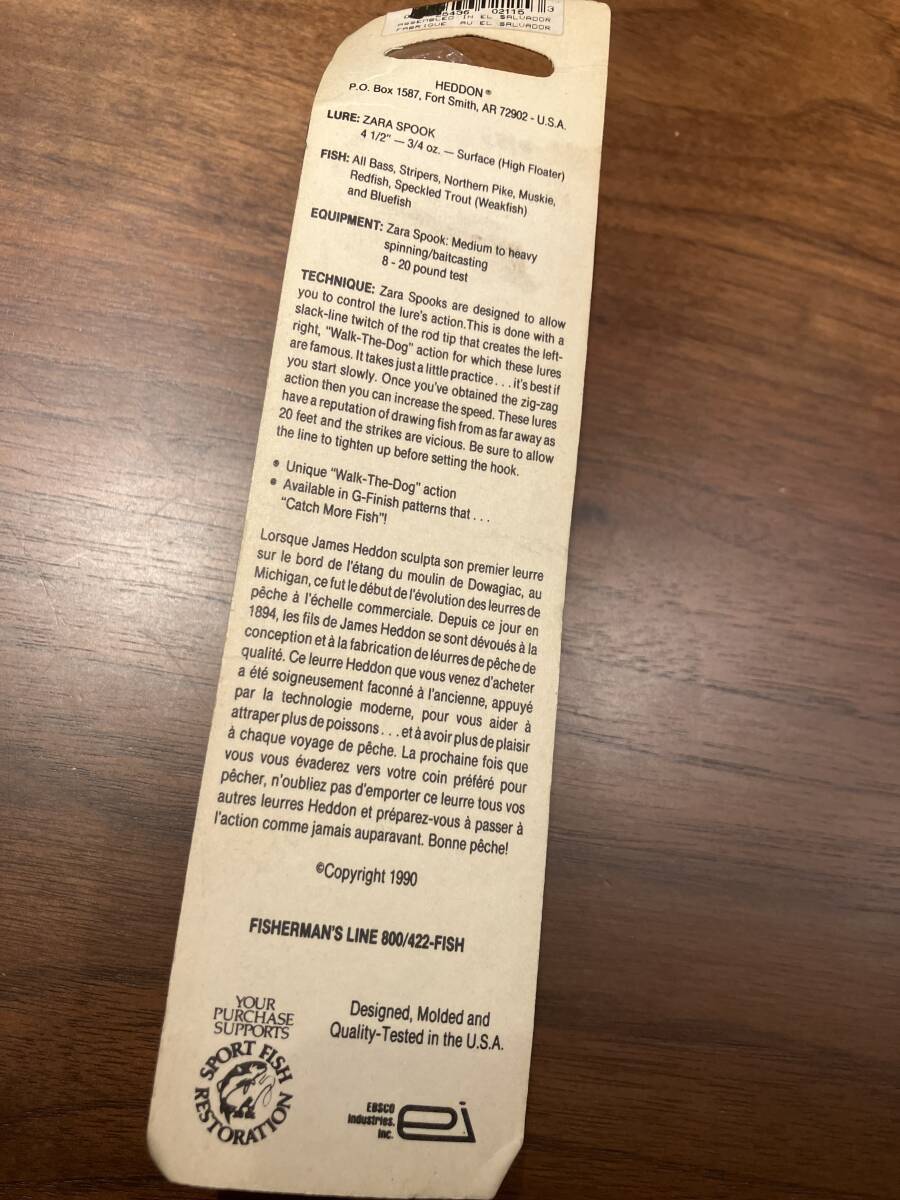 02115 3
ASSEMBLED IN EL SALVADOR
FABRIQUE AU EL SALVADOR
HEDDON®
P.O. Box 1587, Fort Smith, AR 72902 - U.S.A.
LURE: ZARA SPOOK
4 1/2" — 3/4 oz. — Surface (High Floater)
FISH: All Bass, Stripers, Northern Pike, Muskie,
Redfish, Speckled Trout (Weakfish)
and Bluefish
EQUIPMENT: Zara Spook: Medium to heavy
spinning/baitcasting
8 - 20 pound test
TECHNIQUE: Zara Spooks are designed to allow
you to control the lure's action.This is done with a
slack-line twitch of the rod tip that creates the left-
right, "Walk-The-Dog" action for which these lures
are famous. It takes just a little practice . . . it's best if
you start slowly. Once you've obtained the zig-zag
action then you can increase the speed. These lures
have a reputation of drawing fish from as far away as
20 feet and the strikes are vicious. Be sure to allow
the line to tighten up before setting the hook.
• Unique "Walk-The-Dog" action
• Available in G-Finish patterns that . . .
"Catch More Fish"!
Lorsque James Heddon sculpta son premier leurre
sur le bord de l'étang du moulin de Dowagiac, au
Michigan, ce fut le début de l'évolution des leurres de
pêche à l'échelle commerciale. Depuis ce jour en
1894, les fils de James Heddon se sont dévoués à la
conception et à la fabrication de léurres de pêche de
qualité. Ce leurre Heddon que vous venez d'acheter
a été soigneusement faconné à l'ancienne, appuyé
par la technologie moderne, pour vous aider à
attraper plus de poissons . . . et à avoir plus de plaisir
à chaque voyage de pêche. La prochaine fois que
vous vous évaderez vers votre coin préféré pour
pêcher, n'oubliez pas d'emporter ce leurre tous vos
autres leurres Heddon et préparez-vous à passer à
l'action comme jamais auparavant. Bonne pêche!
©Copyright 1990
FISHERMAN'S LINE 800/422-FISH
YOUR
PURCHASE
SUPPORTS
SPORT FISH
RESTORATION
Designed, Molded and
Quality-Tested in the U.S.A.
EBSCO
Industries,
Inc.
ei